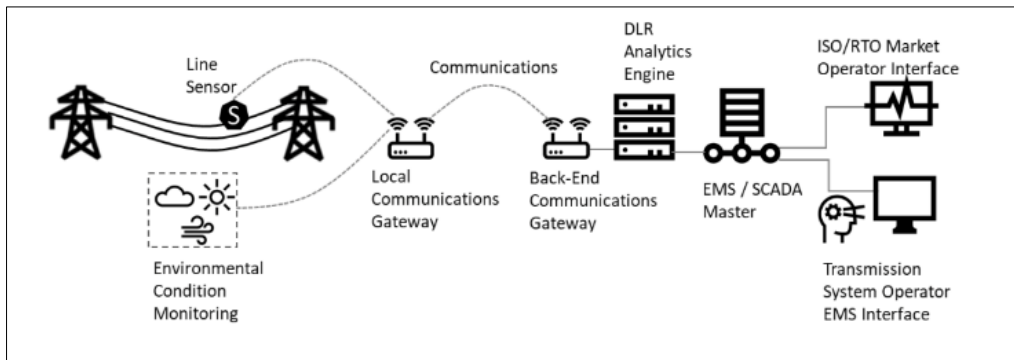 Line
Sensor
S
Environmental
Condition
Monitoring
Local
Communications
Gateway
Communications
Back-End
Communications
Gateway
DLR
Analytics
Engine
EMS / SCADA
Master
ISO/RTO Market
Operator Interface
Transmission
System Operator
EMS Interface